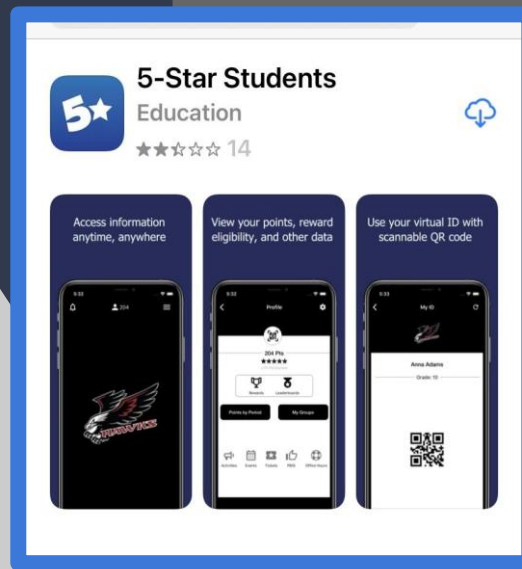 5★
5-Star Students
Education
★★⯪☆☆ 14
Access information
anytime, anywhere
View your points, reward
eligibility, and other data
Use your virtual ID with
scannable QR code
204
HAWKS
Profile
204 Pts
★★★★★
Rewards
Leaderboards
Points by Period
My Groups
Activities
Events
Tickets
PBIS
Office Hours
My ID
Anna Adams
Grade: 10